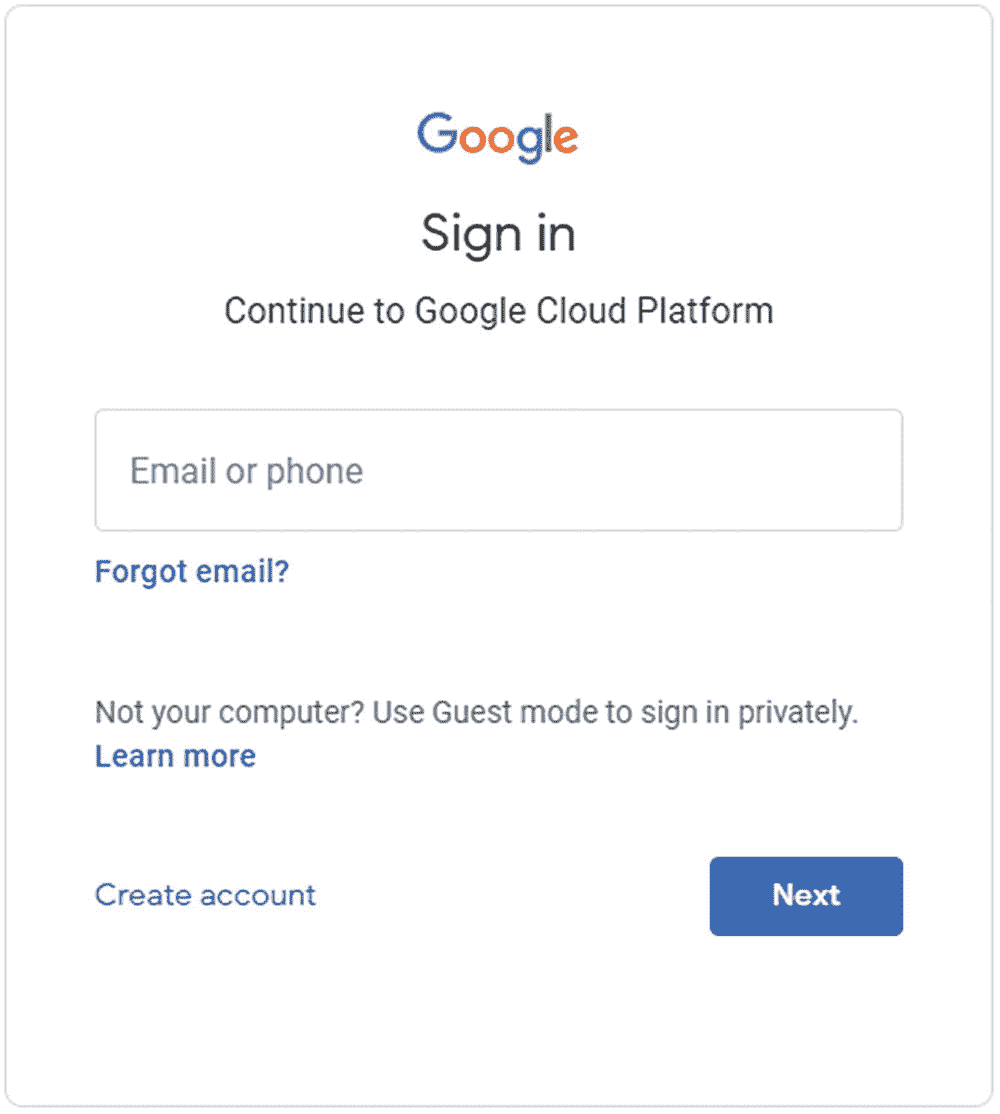 Google
Sign in
Continue to Google Cloud Platform
Email or phone
Forgot email?
Not your computer? Use Guest mode to sign in privately.
Learn more
Create account
Next